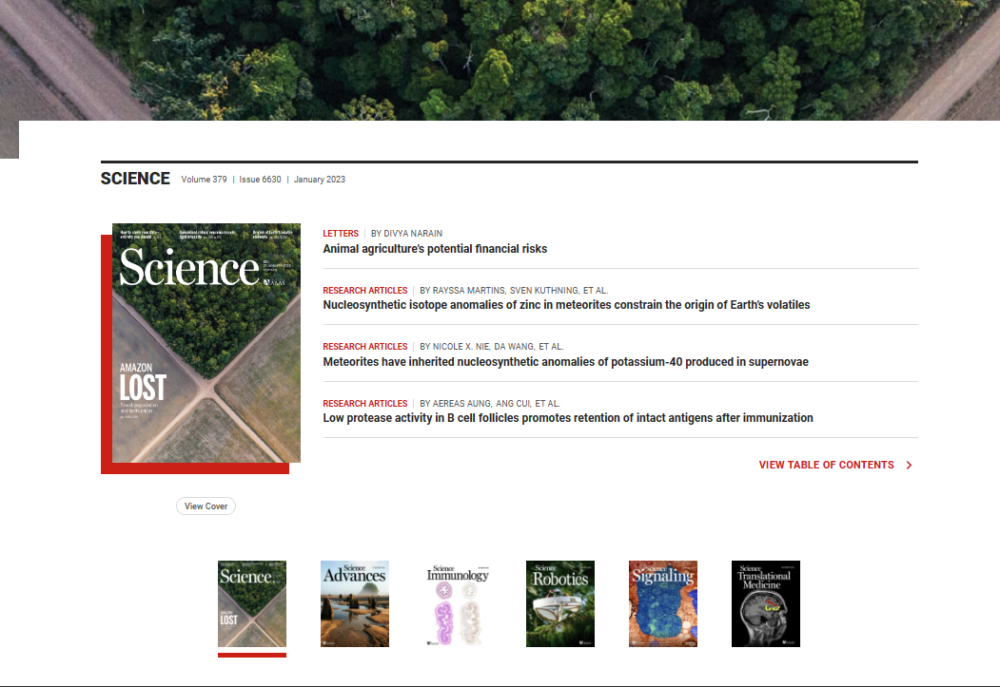 SCIENCE Volume 379 | Issue 6630 | January 2023
Science
AMAZON
LOST
Forest degradation
and destruction
LETTERS | BY DIVYA NARAIN
Animal agriculture's potential financial risks
RESEARCH ARTICLES | BY RAYSSA MARTINS, SVEN KUTHNING, ET AL.
Nucleosynthetic isotope anomalies of zinc in meteorites constrain the origin of Earth's volatiles
RESEARCH ARTICLES | BY NICOLE X. NIE, DA WANG, ET AL.
Meteorites have inherited nucleosynthetic anomalies of potassium-40 produced in supernovae
RESEARCH ARTICLES | BY AEREAS AUNG, ANG CUI, ET AL.
Low protease activity in B cell follicles promotes retention of intact antigens after immunization
VIEW TABLE OF CONTENTS
View Cover
Science
LOST
Science
Advances
Science
Immunology
Science
Robotics
Science
Signaling
Science
Translational
Medicine